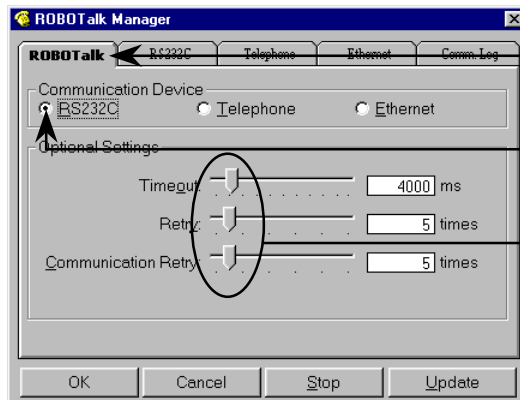 ROBOTalk Manager
ROBOTalk RS232C Telephone Ethernet Comm. Log
Communication Device
RS232C Telephone Ethernet
Optional Settings
Timeout: 4000 ms
Retry: 5 times
Communication Retry: 5 times
OK Cancel Stop Update